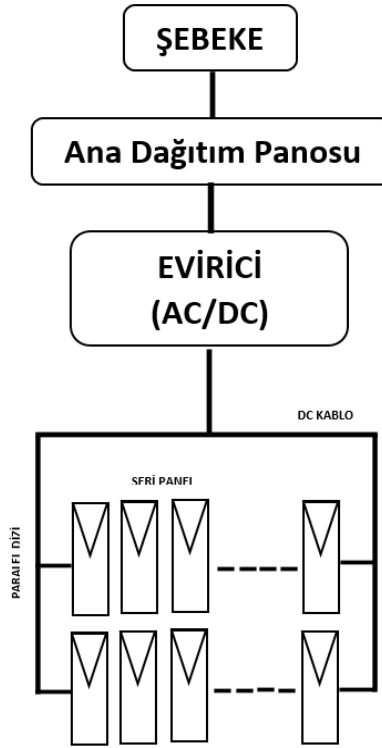 ŞEBEKE
Ana Dağıtım Panosu
EVİRİCİ
(AC/DC)
DC KABLO
SERİ PANEL
PARALEL DİZİ